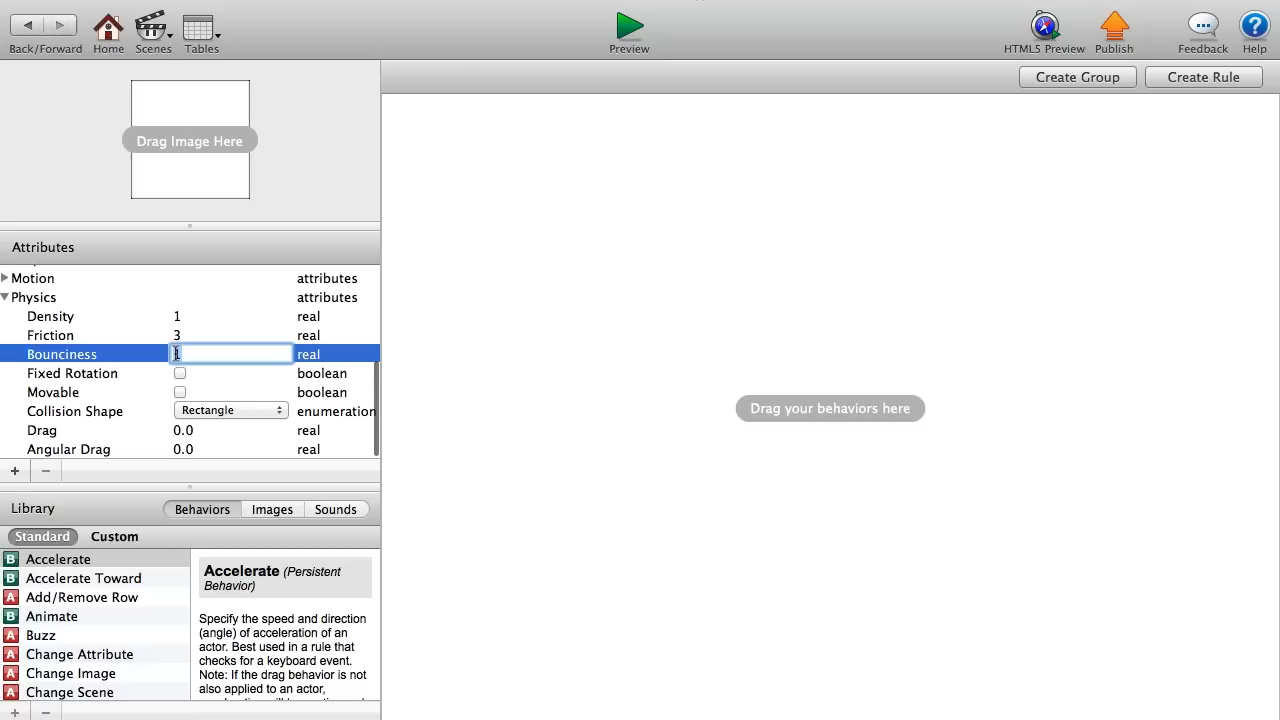 Back/Forward Home Scenes Tables Preview HTML5 Preview Publish Feedback Help
Create Group Create Rule
Drag Image Here
Attributes
Motion attributes
Physics attributes
Density 1 real
Friction 3 real
Bounciness 1 real
Fixed Rotation boolean
Movable boolean
Collision Shape Rectangle enumeration
Drag 0.0 real
Angular Drag 0.0 real
Drag your behaviors here
Library Behaviors Images Sounds
Standard Custom
B Accelerate
B Accelerate Toward
A Add/Remove Row
B Animate
A Buzz
A Change Attribute
A Change Image
A Change Scene
Accelerate (Persistent
Behavior)
Specify the speed and direction
(angle) of acceleration of an
actor. Best used in a rule that
checks for a keyboard event.
Note: If the drag behavior is not
also applied to an actor,